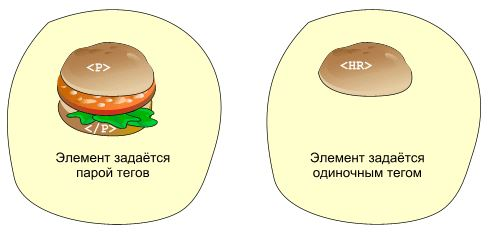 <P>
</P>
Элемент задаётся
парой тегов
<HR>
Элемент задаётся
одиночным тегом